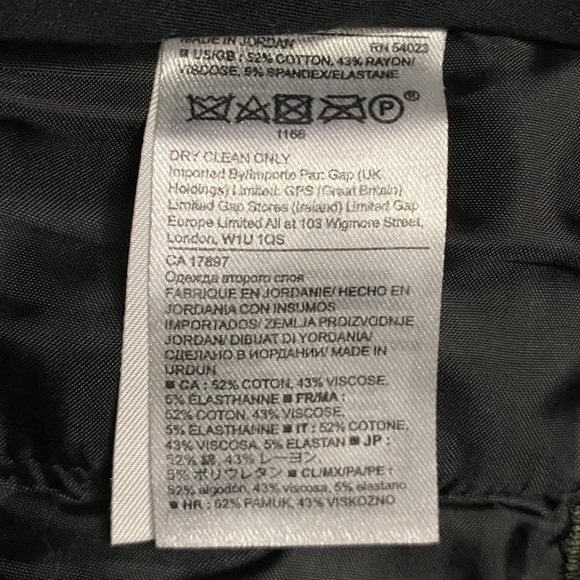 MADE IN JORDAN RN 54023
■ US/GB : 52% COTTON, 43% RAYON/
VISCOSE, 5% SPANDEX/ELASTANE
P
1166
DRY CLEAN ONLY
Imported By/Importe Par: Gap (UK
Holdings) Limited: GPS (Great Britain)
Limited Gap Stores (Ireland) Limited Gap
Europe Limited All at 103 Wigmore Street,
London, W1U 1QS
CA 17897
Одежда второго слоя
FABRIQUE EN JORDANIE/ HECHO EN
JORDANIA CON INSUMOS
IMPORTADOS/ ZEMLJA PROIZVODNJE
JORDAN/ DIBUAT DI YORDANIA/
СДЕЛАНО В ИОРДАНИИ/ MADE IN
URDUN
■ CA : 52% COTON, 43% VISCOSE,
5% ELASTHANNE ■ FR/MA :
52% COTON, 43% VISCOSE,
5% ELASTHANNE ■ IT : 52% COTONE,
43% VISCOSA, 5% ELASTAN ■ JP :
52% 綿, 43% レーヨン,
5% ポリウレタン ■ CL/MX/PA/PE :
52% algodón, 43% viscosa, 5% elastano
■ HR : 52% PAMUK, 43% VISKOZNO